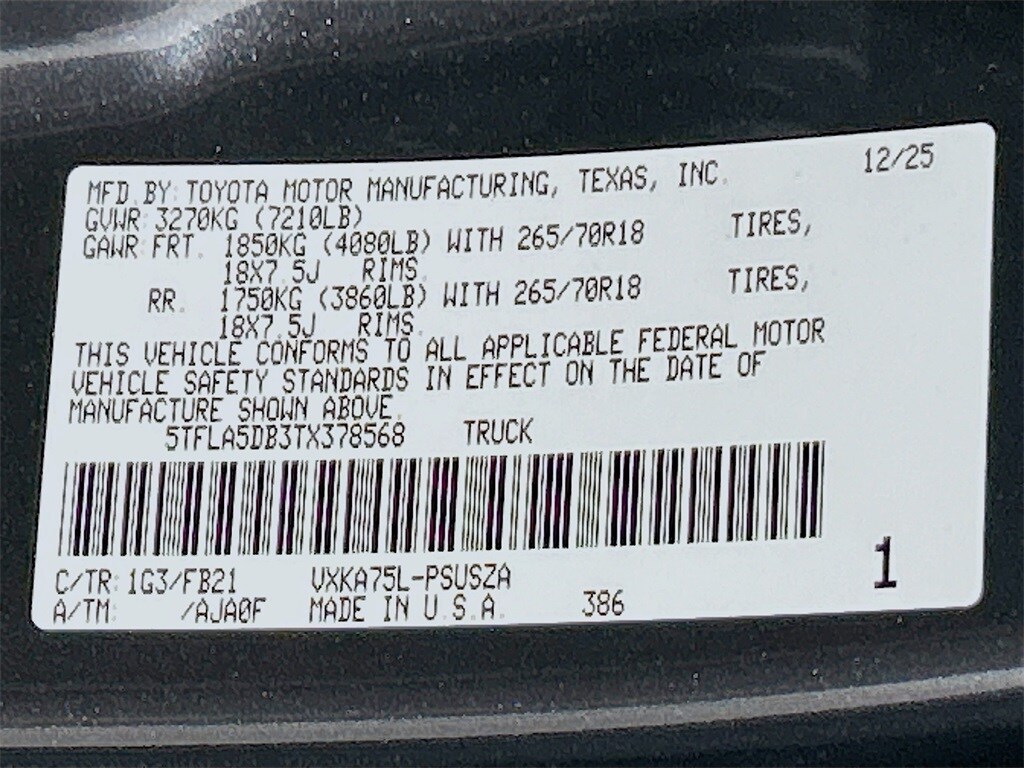 MFD. BY: TOYOTA MOTOR MANUFACTURING, TEXAS, INC. 12/25
GVWR: 3270KG (7210LB)
GAWR FRT. 1850KG (4080LB) WITH 265/70R18 TIRES,
18X7.5J RIMS.
RR. 1750KG (3860LB) WITH 265/70R18 TIRES,
18X7.5J RIMS.
THIS VEHICLE CONFORMS TO ALL APPLICABLE FEDERAL MOTOR
VEHICLE SAFETY STANDARDS IN EFFECT ON THE DATE OF
MANUFACTURE SHOWN ABOVE.
5TFLA5DB3TX378568 TRUCK
C/TR: 1G3/FB21 VXKA75L-PSUSZA 1
A/TM: /AJA0F MADE IN U.S.A. 386